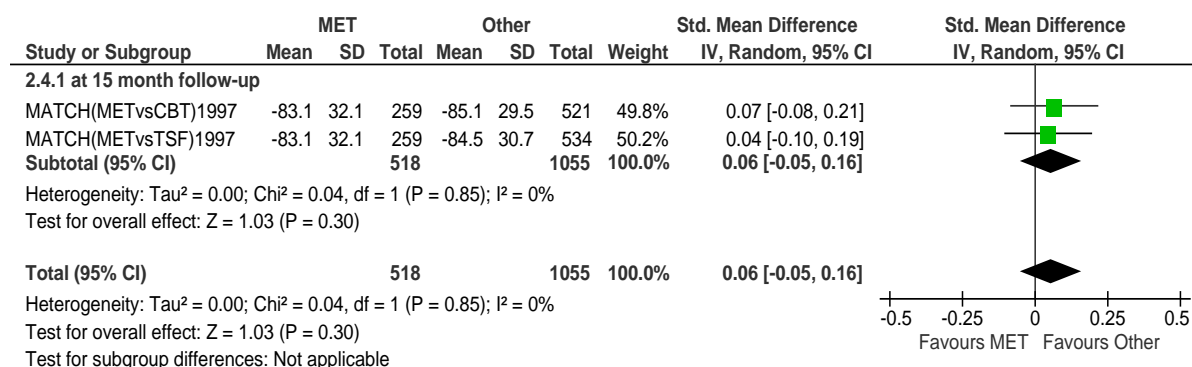 MET Other Std. Mean Difference Std. Mean Difference
Study or Subgroup Mean SD Total Mean SD Total Weight IV, Random, 95% CI IV, Random, 95% CI
2.4.1 at 15 month follow-up
MATCH(METvsCBT)1997 -83.1 32.1 259 -85.1 29.5 521 49.8% 0.07 [-0.08, 0.21]
MATCH(METvsTSF)1997 -83.1 32.1 259 -84.5 30.7 534 50.2% 0.04 [-0.10, 0.19]
Subtotal (95% CI) 518 1055 100.0% 0.06 [-0.05, 0.16]
Heterogeneity: Tau² = 0.00; Chi² = 0.04, df = 1 (P = 0.85); I² = 0%
Test for overall effect: Z = 1.03 (P = 0.30)
Total (95% CI) 518 1055 100.0% 0.06 [-0.05, 0.16]
Heterogeneity: Tau² = 0.00; Chi² = 0.04, df = 1 (P = 0.85); I² = 0%
Test for overall effect: Z = 1.03 (P = 0.30)
Test for subgroup differences: Not applicable
-0.5 -0.25 0 0.25 0.5
Favours MET Favours Other